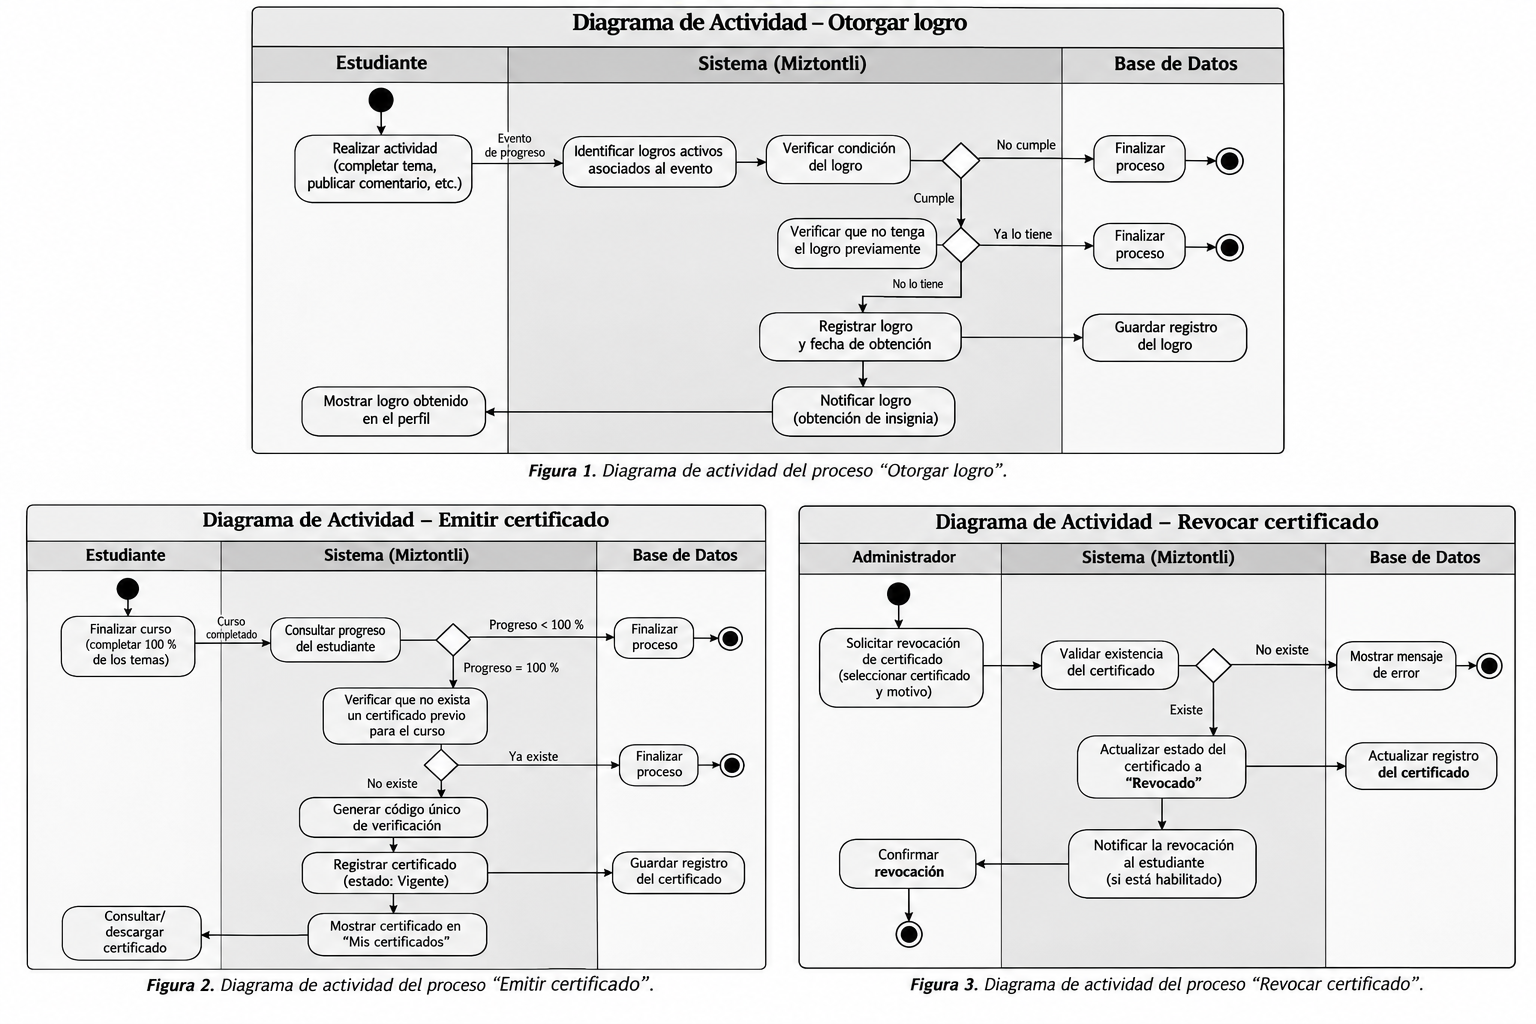 Diagrama de Actividad – Otorgar logro
Estudiante
Sistema (Miztontli)
Base de Datos
Realizar actividad
(completar tema,
publicar comentario, etc.)
Evento
de progreso
Identificar logros activos
asociados al evento
Verificar condición
del logro
No cumple
Finalizar
proceso
Cumple
Verificar que no tenga
el logro previamente
Ya lo tiene
Finalizar
proceso
No lo tiene
Registrar logro
y fecha de obtención
Guardar registro
del logro
Mostrar logro obtenido
en el perfil
Notificar logro
(obtención de insignia)
Figura 1. Diagrama de actividad del proceso “Otorgar logro”.
Diagrama de Actividad – Emitir certificado
Estudiante
Sistema (Miztontli)
Base de Datos
Finalizar curso
(completar 100 %
de los temas)
Curso
completado
Consultar progreso
del estudiante
Progreso < 100 %
Finalizar
proceso
Progreso = 100 %
Verificar que no exista
un certificado previo
para el curso
Ya existe
Finalizar
proceso
No existe
Generar código único
de verificación
Registrar certificado
(estado: Vigente)
Guardar registro
del certificado
Consultar/
descargar
certificado
Mostrar certificado en
“Mis certificados”
Figura 2. Diagrama de actividad del proceso “Emitir certificado”.
Diagrama de Actividad – Revocar certificado
Administrador
Sistema (Miztontli)
Base de Datos
Solicitar revocación
de certificado
(seleccionar certificado
y motivo)
Validar existencia
del certificado
No existe
Mostrar mensaje
de error
Existe
Actualizar estado del
certificado a
“Revocado”
Actualizar registro
del certificado
Confirmar
revocación
Notificar la revocación
al estudiante
(si está habilitado)
Figura 3. Diagrama de actividad del proceso “Revocar certificado”.